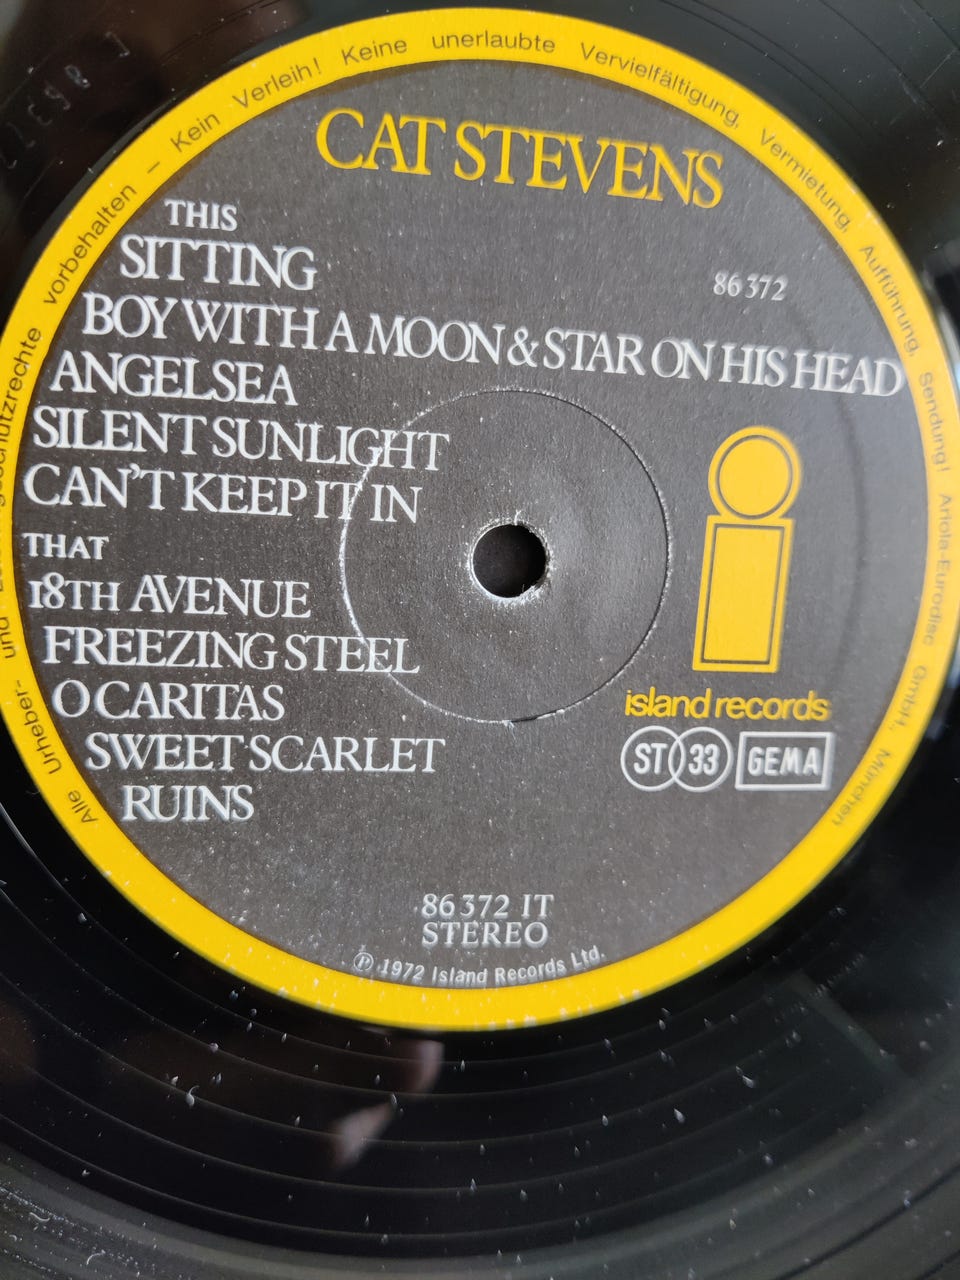 Alle Urheber- und schutzrechte vorbehalten — Kein Verleih! Keine unerlaubte Vervielfältigung, Vermietung, Aufführung, Sendung! Ariola-Eurodisc GmbH., München
CAT STEVENS
THIS
SITTING
86 372
BOY WITH A MOON & STAR ON HIS HEAD
ANGELSEA
SILENT SUNLIGHT
CAN'T KEEP IT IN
THAT
18TH AVENUE
FREEZING STEEL
O CARITAS
SWEET SCARLET
RUINS
island records
ST 33 GEMA
86 372 IT
STEREO
Ⓟ 1972 Island Records Ltd.